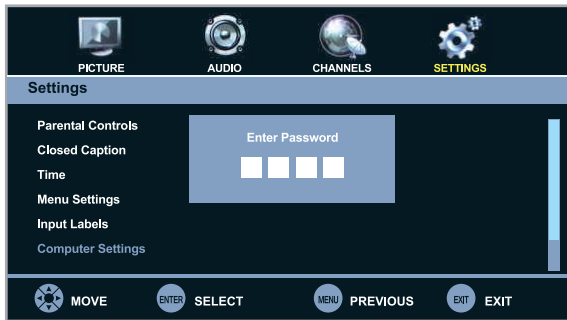 PICTURE AUDIO CHANNELS SETTINGS
Settings
Parental Controls
Enter Password
Closed Caption
Time
Menu Settings
Input Labels
Computer Settings
MOVE ENTER SELECT MENU PREVIOUS EXIT EXIT